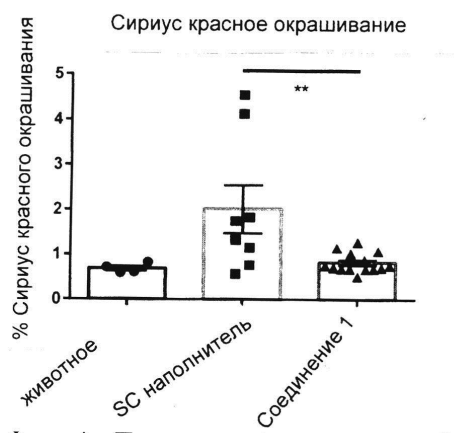 Сириус красное окрашивание
% Сириус красного окрашивания
5
**
4
3
2
1
0
животное
SC наполнитель
Соединение 1